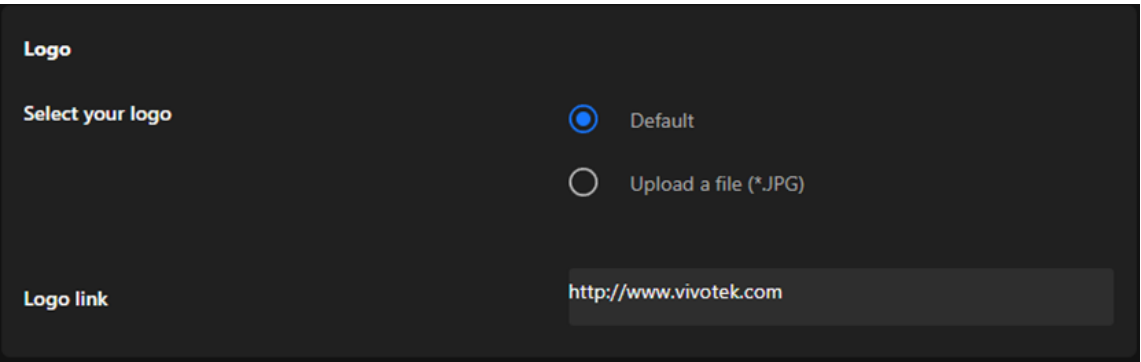 Logo
Select your logo
Default
Upload a file (*.JPG)
Logo link
http://www.vivotek.com